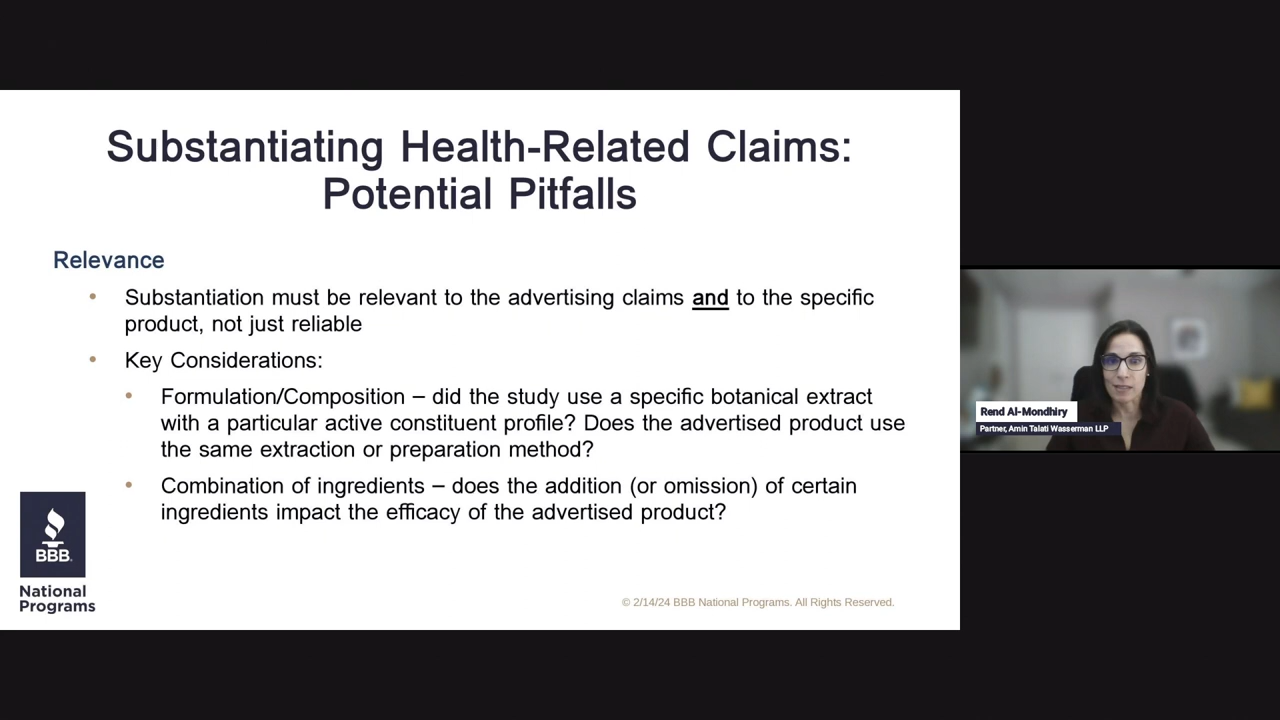 Substantiating Health-Related Claims:
Potential Pitfalls
Relevance
• Substantiation must be relevant to the advertising claims and to the specific
product, not just reliable
• Key Considerations:
• Formulation/Composition – did the study use a specific botanical extract
with a particular active constituent profile? Does the advertised product use
the same extraction or preparation method?
• Combination of ingredients – does the addition (or omission) of certain
ingredients impact the efficacy of the advertised product?
BBB.
National
Programs
© 2/14/24 BBB National Programs. All Rights Reserved.
Rend Al-Mondhiry
Partner, Amin Talati Wasserman LLP